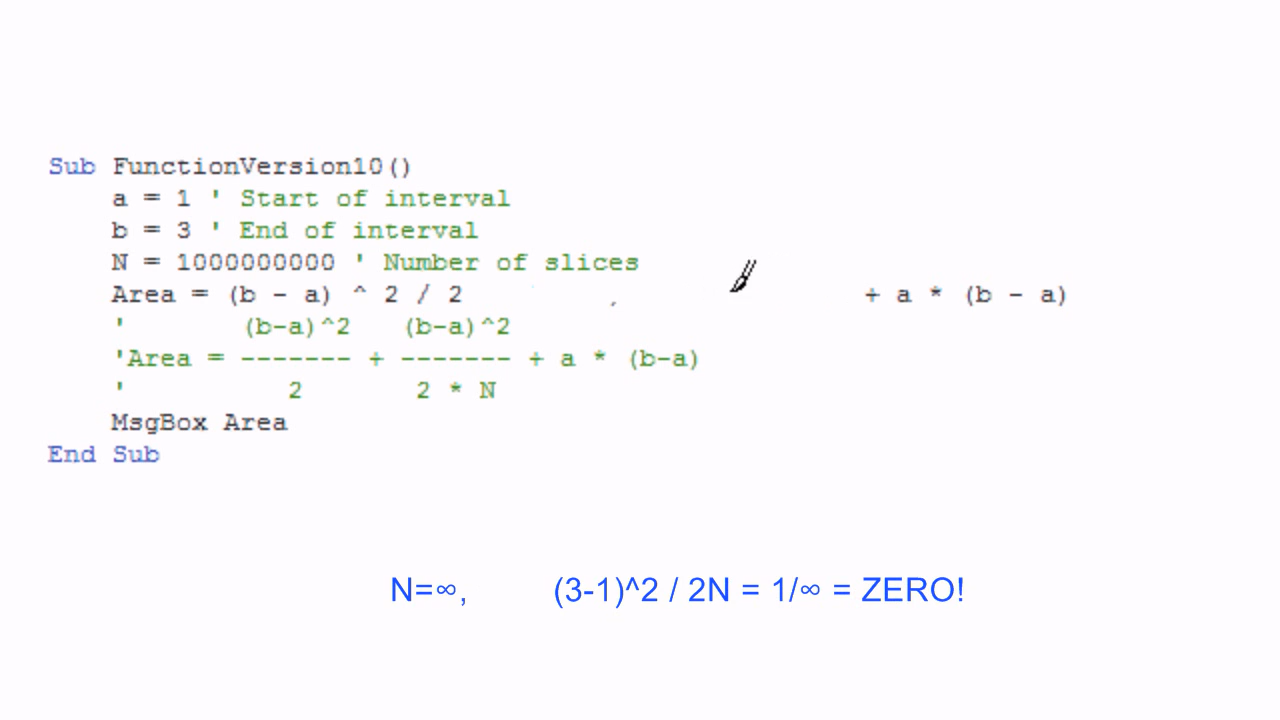 Sub FunctionVersion10()
a = 1 ' Start of interval
b = 3 ' End of interval
N = 1000000000 ' Number of slices
Area = (b - a) ^ 2 / 2 + a * (b - a)
' (b-a)^2 (b-a)^2
'Area = ------- + ------- + a * (b-a)
' 2 2 * N
MsgBox Area
End Sub
N=∞, (3-1)^2 / 2N = 1/∞ = ZERO!